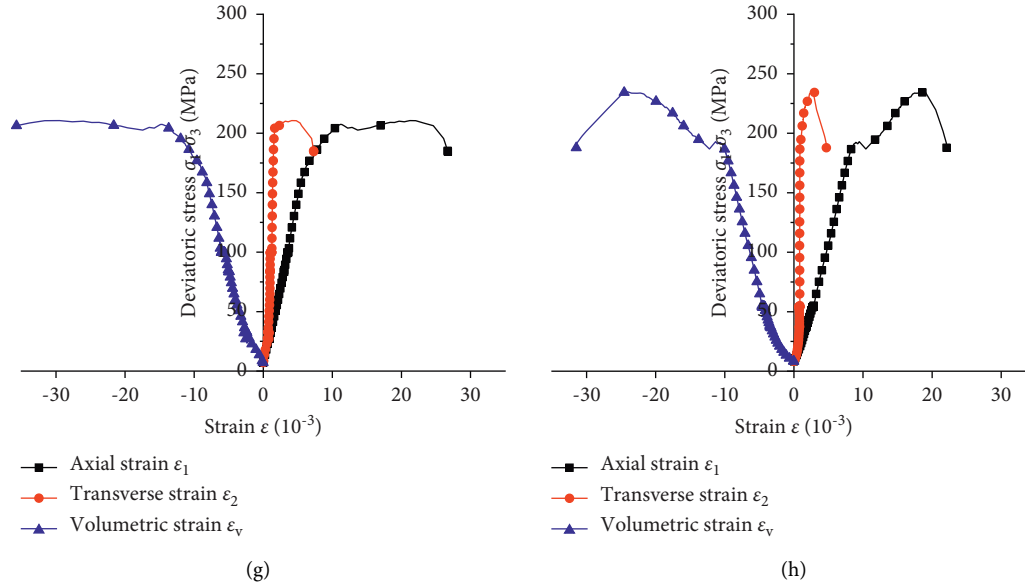 300
250
200
150
100
50
0
Deviatoric stress σ1-σ3 (MPa)
-30 -20 -10 0 10 20 30
Strain ε (10-3)
Axial strain ε1
Transverse strain ε2
Volumetric strain εv
(g)
300
250
200
150
100
50
0
Deviatoric stress σ1-σ3 (MPa)
-30 -20 -10 0 10 20 30
Strain ε (10-3)
Axial strain ε1
Transverse strain ε2
Volumetric strain εv
(h)